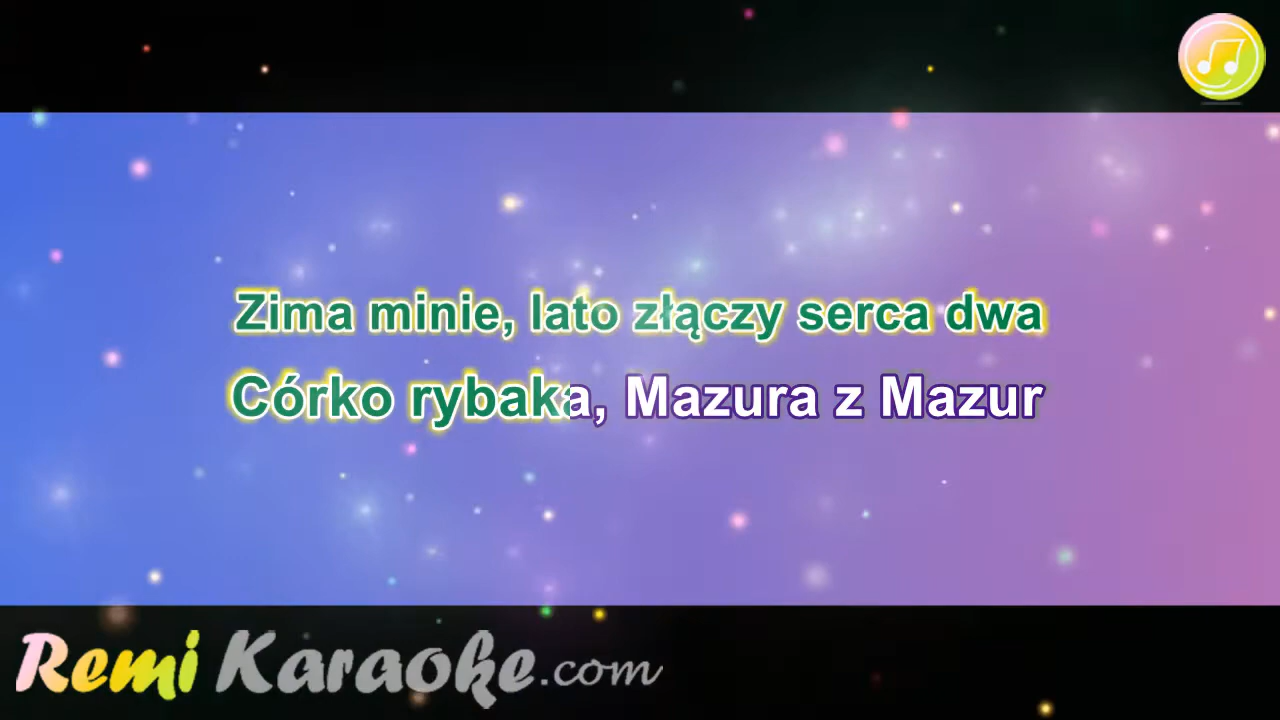 Zima minie, lato złączy serca dwa
Córko rybaka, Mazura z Mazur
Remi Karaoke.com